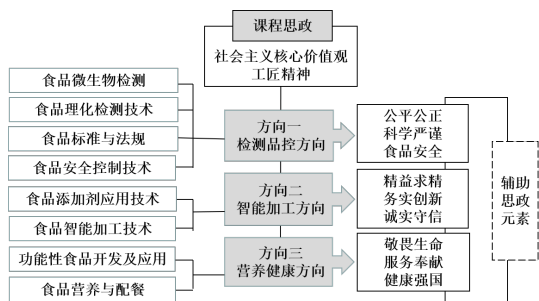 课程思政
社会主义核心价值观
工匠精神
食品微生物检测
食品理化检测技术
食品标准与法规
食品安全控制技术
方向一
检测品控方向
公平公正
科学严谨
食品安全
食品添加剂应用技术
食品智能加工技术
方向二
智能加工方向
精益求精
务实创新
诚实守信
功能性食品开发及应用
食品营养与配餐
方向三
营养健康方向
敬畏生命
服务奉献
健康强国
辅助
思政
元素